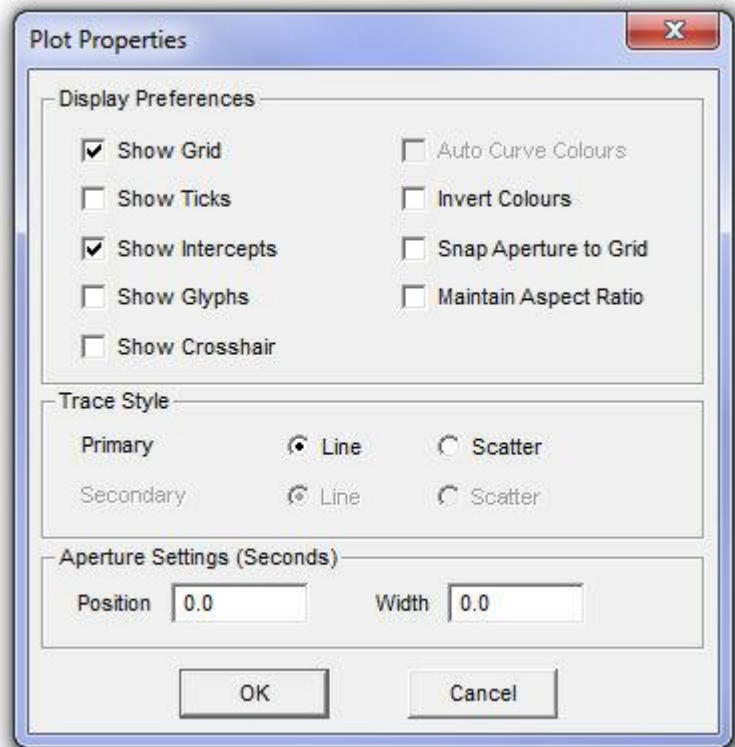 Plot Properties
Display Preferences
Show Grid
Auto Curve Colours
Show Ticks
Invert Colours
Show Intercepts
Snap Aperture to Grid
Show Glyphs
Maintain Aspect Ratio
Show Crosshair
Trace Style
Primary Line Scatter
Secondary Line Scatter
Aperture Settings (Seconds)
Position 0.0 Width 0.0
OK Cancel